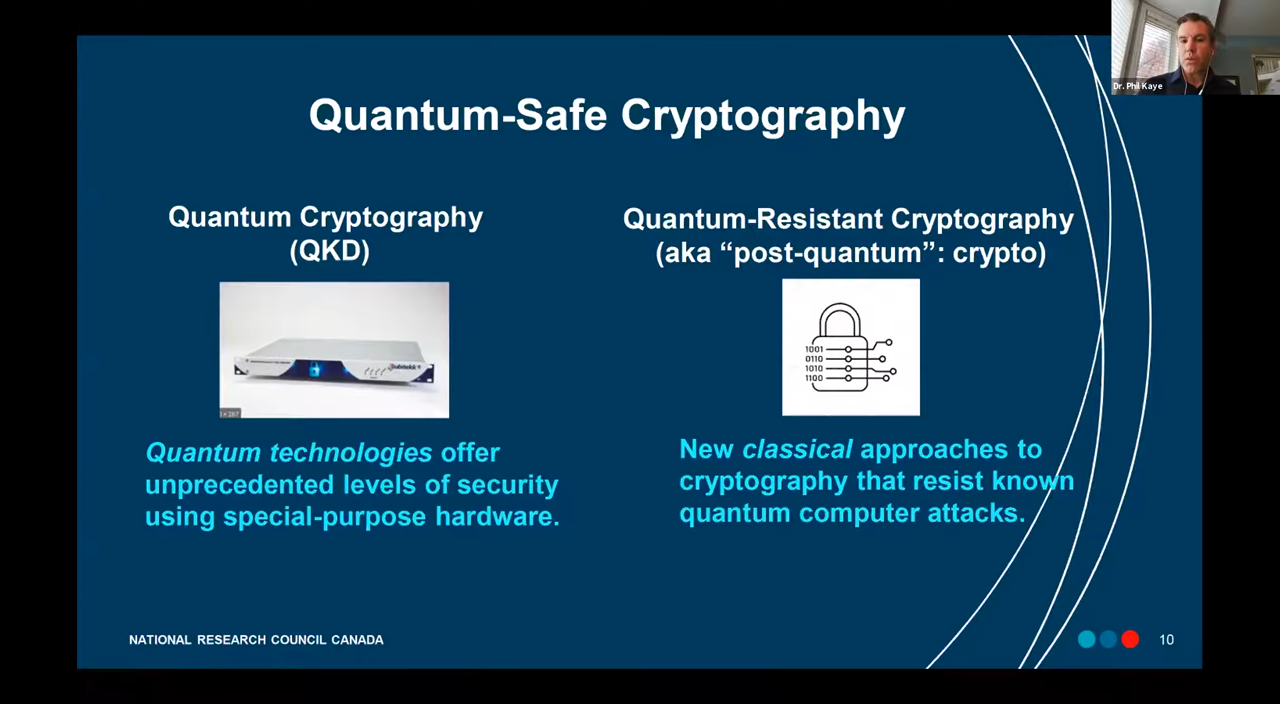 Dr. Phil Kaye
Quantum-Safe Cryptography
Quantum Cryptography
(QKD)
Quantum technologies offer
unprecedented levels of security
using special-purpose hardware.
Quantum-Resistant Cryptography
(aka “post-quantum”: crypto)
1001
0110
1010
1100
New classical approaches to
cryptography that resist known
quantum computer attacks.
NATIONAL RESEARCH COUNCIL CANADA
10